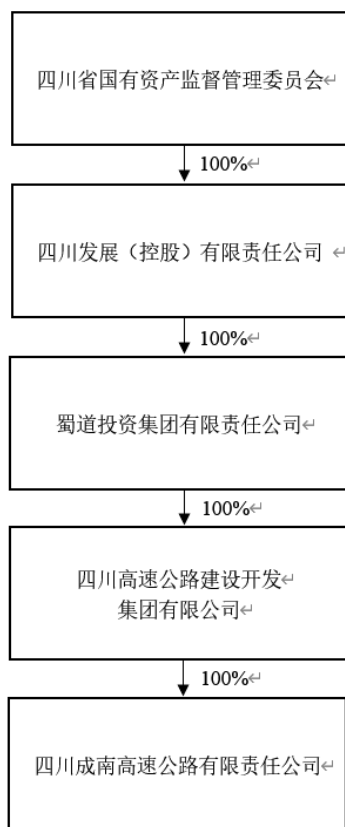 四川省国有资产监督管理委员会
100%
四川发展（控股）有限责任公司
100%
蜀道投资集团有限责任公司
100%
四川高速公路建设开发
集团有限公司
100%
四川成南高速公路有限责任公司